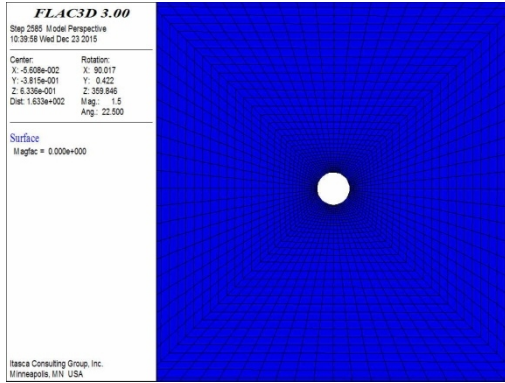 FLAC3D 3.00
Step 2585 Model Perspective
10:39:58 Wed Dec 23 2015
Center: Rotation:
X: -5.608e-002 X: 90.017
Y: -3.815e-001 Y: 0.422
Z: 6.336e-001 Z: 359.846
Dist: 1.633e+002 Mag.: 1.5
Ang.: 22.500
Surface
Magfac = 0.000e+000
Itasca Consulting Group, Inc.
Minneapolis, MN USA